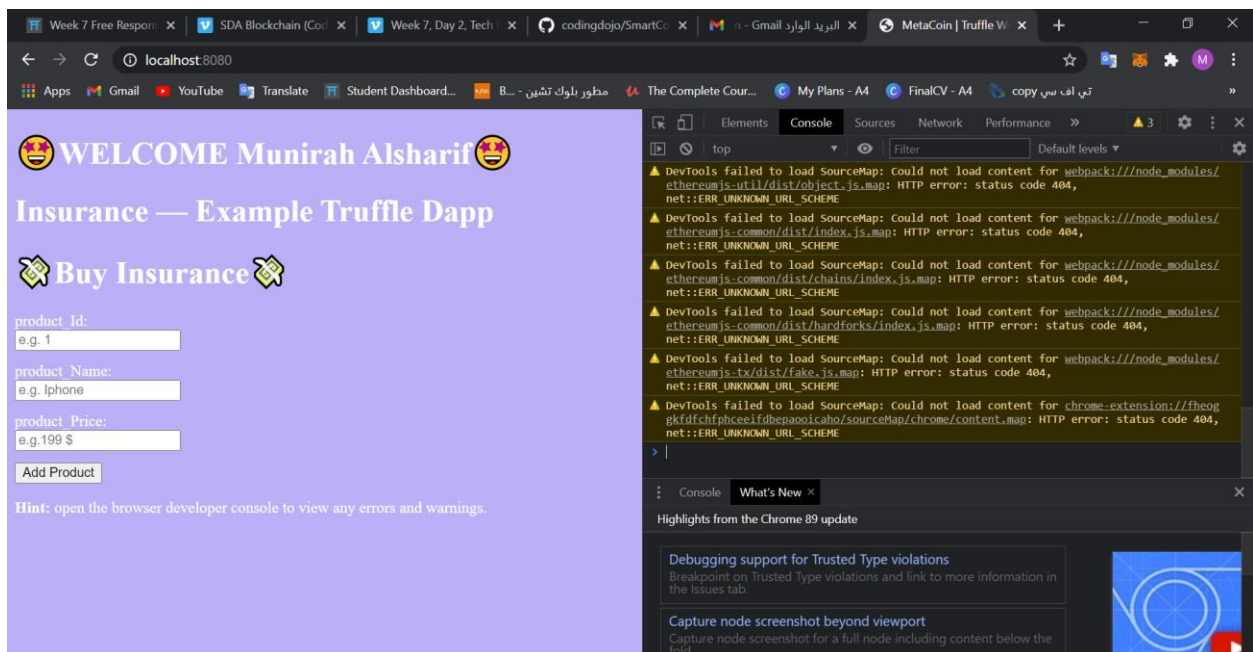 Week 7 Free Respon
SDA Blockchain (Cod
Week 7, Day 2, Tech
codingdojo/SmartCo
البريد الوارد n - Gmail
MetaCoin | Truffle W
localhost:8080
M
Apps
Gmail
YouTube
Translate
Student Dashboard...
مطور بلوك تشين - B...
The Complete Cour...
My Plans - A4
FinalCV - A4
تي اف سي copy
»
🤩WELCOME Munirah Alsharif🤩
Insurance — Example Truffle Dapp
💸Buy Insurance💸
product_Id:
e.g. 1
product_Name:
e.g. Iphone
product_Price:
e.g.199 $
Add Product
Hint: open the browser developer console to view any errors and warnings.
Elements Console Sources Network Performance » 3
top Filter Default levels
DevTools failed to load SourceMap: Could not load content for webpack:///node_modules/
ethereumjs-util/dist/object.js.map: HTTP error: status code 404,
net::ERR_UNKNOWN_URL_SCHEME
DevTools failed to load SourceMap: Could not load content for webpack:///node_modules/
ethereumjs-common/dist/index.js.map: HTTP error: status code 404,
net::ERR_UNKNOWN_URL_SCHEME
DevTools failed to load SourceMap: Could not load content for webpack:///node_modules/
ethereumjs-common/dist/chains/index.js.map: HTTP error: status code 404,
net::ERR_UNKNOWN_URL_SCHEME
DevTools failed to load SourceMap: Could not load content for webpack:///node_modules/
ethereumjs-common/dist/hardforks/index.js.map: HTTP error: status code 404,
net::ERR_UNKNOWN_URL_SCHEME
DevTools failed to load SourceMap: Could not load content for webpack:///node_modules/
ethereumjs-tx/dist/fake.js.map: HTTP error: status code 404,
net::ERR_UNKNOWN_URL_SCHEME
DevTools failed to load SourceMap: Could not load content for chrome-extension://fheog
gkfdfchfphceeifdbepaooicaho/sourceMap/chrome/content.map: HTTP error: status code 404,
net::ERR_UNKNOWN_URL_SCHEME
>
Console What's New
Highlights from the Chrome 89 update
Debugging support for Trusted Type violations
Breakpoint on Trusted Type violations and link to more information in
the Issues tab.
Capture node screenshot beyond viewport
Capture node screenshot for a full node including content below the
fold.